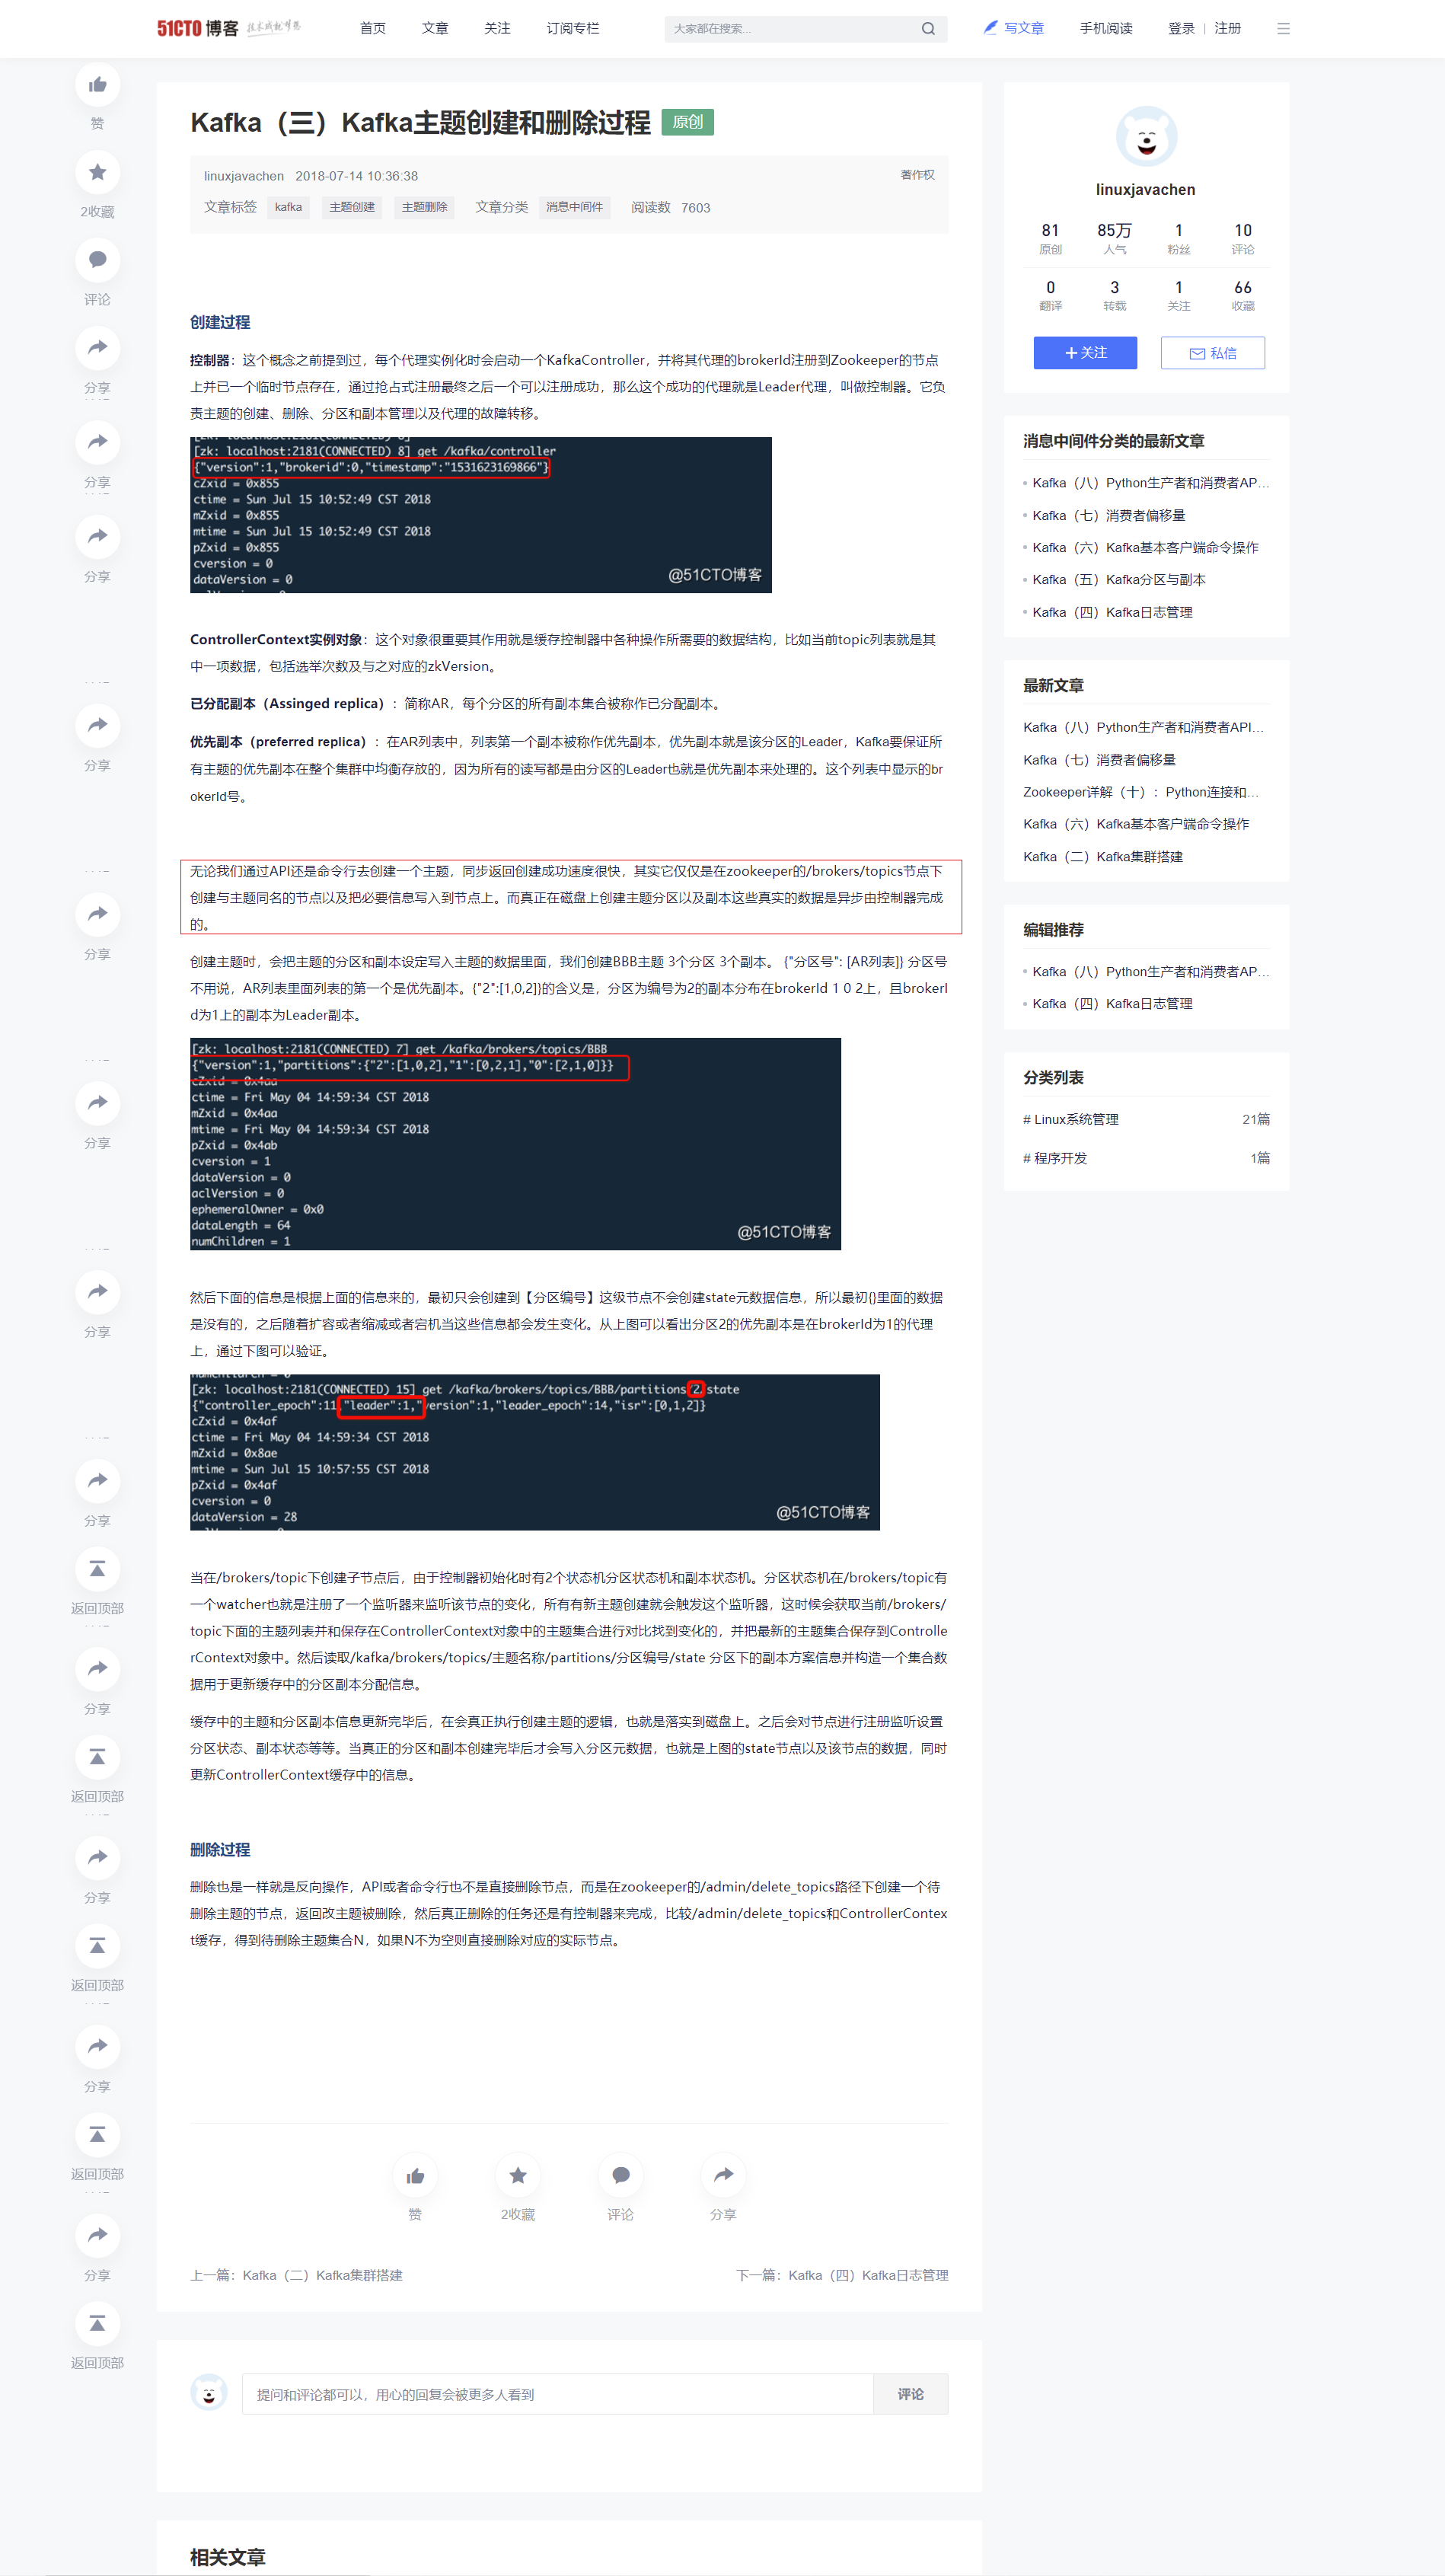 51CTO 博客 技术成就梦想
首页 文章 关注 订阅专栏
大家都在搜索...
写文章 手机阅读 登录 | 注册
赞
2收藏
评论
分享
分享
分享
分享
分享
分享
分享
分享
返回顶部
分享
返回顶部
分享
返回顶部
分享
返回顶部
分享
返回顶部
Kafka（三）Kafka主题创建和删除过程 原创
linuxjavachen 2018-07-14 10:36:38 著作权
文章标签 kafka 主题创建 主题删除 文章分类 消息中间件 阅读数 7603
创建过程
控制器：这个概念之前提到过，每个代理实例化时会启动一个KafkaController，并将其代理的brokerId注册到Zookeeper的节点
上并已一个临时节点存在，通过抢占式注册最终之后一个可以注册成功，那么这个成功的代理就是Leader代理，叫做控制器。它负
责主题的创建、删除、分区和副本管理以及代理的故障转移。
[zk: localhost:2181(CONNECTED) 8]
[zk: localhost:2181(CONNECTED) 8] get /kafka/controller
{"version":1,"brokerid":0,"timestamp":"1531623169866"}
cZxid = 0x855
ctime = Sun Jul 15 10:52:49 CST 2018
mZxid = 0x855
mtime = Sun Jul 15 10:52:49 CST 2018
pZxid = 0x855
cversion = 0
dataVersion = 0
@51CTO博客
ControllerContext实例对象：这个对象很重要其作用就是缓存控制器中各种操作所需要的数据结构，比如当前topic列表就是其
中一项数据，包括选举次数及与之对应的zkVersion。
已分配副本（Assinged replica）：简称AR，每个分区的所有副本集合被称作已分配副本。
优先副本（preferred replica）：在AR列表中，列表第一个副本被称作优先副本，优先副本就是该分区的Leader，Kafka要保证所
有主题的优先副本在整个集群中均衡存放的，因为所有的读写都是由分区的Leader也就是优先副本来处理的。这个列表中显示的br
okerId号。
无论我们通过API还是命令行去创建一个主题，同步返回创建成功速度很快，其实它仅仅是在zookeeper的/brokers/topics节点下
创建与主题同名的节点以及把必要信息写入到节点上。而真正在磁盘上创建主题分区以及副本这些真实的数据是异步由控制器完成
的。
创建主题时，会把主题的分区和副本设定写入主题的数据里面，我们创建BBB主题 3个分区 3个副本。 {"分区号": [AR列表]} 分区号
不用说，AR列表里面列表的第一个是优先副本。{"2":[1,0,2]}的含义是，分区为编号为2的副本分布在brokerId 1 0 2上，且brokerI
d为1上的副本为Leader副本。
[zk: localhost:2181(CONNECTED) 7] get /kafka/brokers/topics/BBB
{"version":1,"partitions":{"2":[1,0,2],"1":[0,2,1],"0":[2,1,0]}}
cZxid = 0x4aa
ctime = Fri May 04 14:59:34 CST 2018
mZxid = 0x4aa
mtime = Fri May 04 14:59:34 CST 2018
pZxid = 0x4ab
cversion = 1
dataVersion = 0
aclVersion = 0
ephemeralOwner = 0x0
dataLength = 64
numChildren = 1
@51CTO博客
然后下面的信息是根据上面的信息来的，最初只会创建到【分区编号】这级节点不会创建state元数据信息，所以最初{}里面的数据
是没有的，之后随着扩容或者缩减或者宕机当这些信息都会发生变化。从上图可以看出分区2的优先副本是在brokerId为1的代理
上，通过下图可以验证。
numChildren = 0
[zk: localhost:2181(CONNECTED) 15] get /kafka/brokers/topics/BBB/partitions/2/state
{"controller_epoch":11,"leader":1,"version":1,"leader_epoch":14,"isr":[0,1,2]}
cZxid = 0x4af
ctime = Fri May 04 14:59:34 CST 2018
mZxid = 0x8ae
mtime = Sun Jul 15 10:57:55 CST 2018
pZxid = 0x4af
cversion = 0
dataVersion = 28
@51CTO博客
当在/brokers/topic下创建子节点后，由于控制器初始化时有2个状态机分区状态机和副本状态机。分区状态机在/brokers/topic有
一个watcher也就是注册了一个监听器来监听该节点的变化，所有有新主题创建就会触发这个监听器，这时候会获取当前/brokers/
topic下面的主题列表并和保存在ControllerContext对象中的主题集合进行对比找到变化的，并把最新的主题集合保存到Controlle
rContext对象中。然后读取/kafka/brokers/topics/主题名称/partitions/分区编号/state 分区下的副本方案信息并构造一个集合数
据用于更新缓存中的分区副本分配信息。
缓存中的主题和分区副本信息更新完毕后，在会真正执行创建主题的逻辑，也就是落实到磁盘上。之后会对节点进行注册监听设置
分区状态、副本状态等等。当真正的分区和副本创建完毕后才会写入分区元数据，也就是上图的state节点以及该节点的数据，同时
更新ControllerContext缓存中的信息。
删除过程
删除也是一样就是反向操作，API或者命令行也不是直接删除节点，而是在zookeeper的/admin/delete_topics路径下创建一个待
删除主题的节点，返回改主题被删除，然后真正删除的任务还是有控制器来完成，比较/admin/delete_topics和ControllerContex
t缓存，得到待删除主题集合N，如果N不为空则直接删除对应的实际节点。
赞 2收藏 评论 分享
上一篇：Kafka（二）Kafka集群搭建 下一篇：Kafka（四）Kafka日志管理
提问和评论都可以，用心的回复会被更多人看到 评论
相关文章
linuxjavachen
81 85万 1 10
原创 人气 粉丝 评论
0 3 1 66
翻译 转载 关注 收藏
+关注 私信
消息中间件分类的最新文章
Kafka（八）Python生产者和消费者AP...
Kafka（七）消费者偏移量
Kafka（六）Kafka基本客户端命令操作
Kafka（五）Kafka分区与副本
Kafka（四）Kafka日志管理
最新文章
Kafka（八）Python生产者和消费者API...
Kafka（七）消费者偏移量
Zookeeper详解（十）：Python连接和...
Kafka（六）Kafka基本客户端命令操作
Kafka（二）Kafka集群搭建
编辑推荐
Kafka（八）Python生产者和消费者AP...
Kafka（四）Kafka日志管理
分类列表
# Linux系统管理 21篇
# 程序开发 1篇